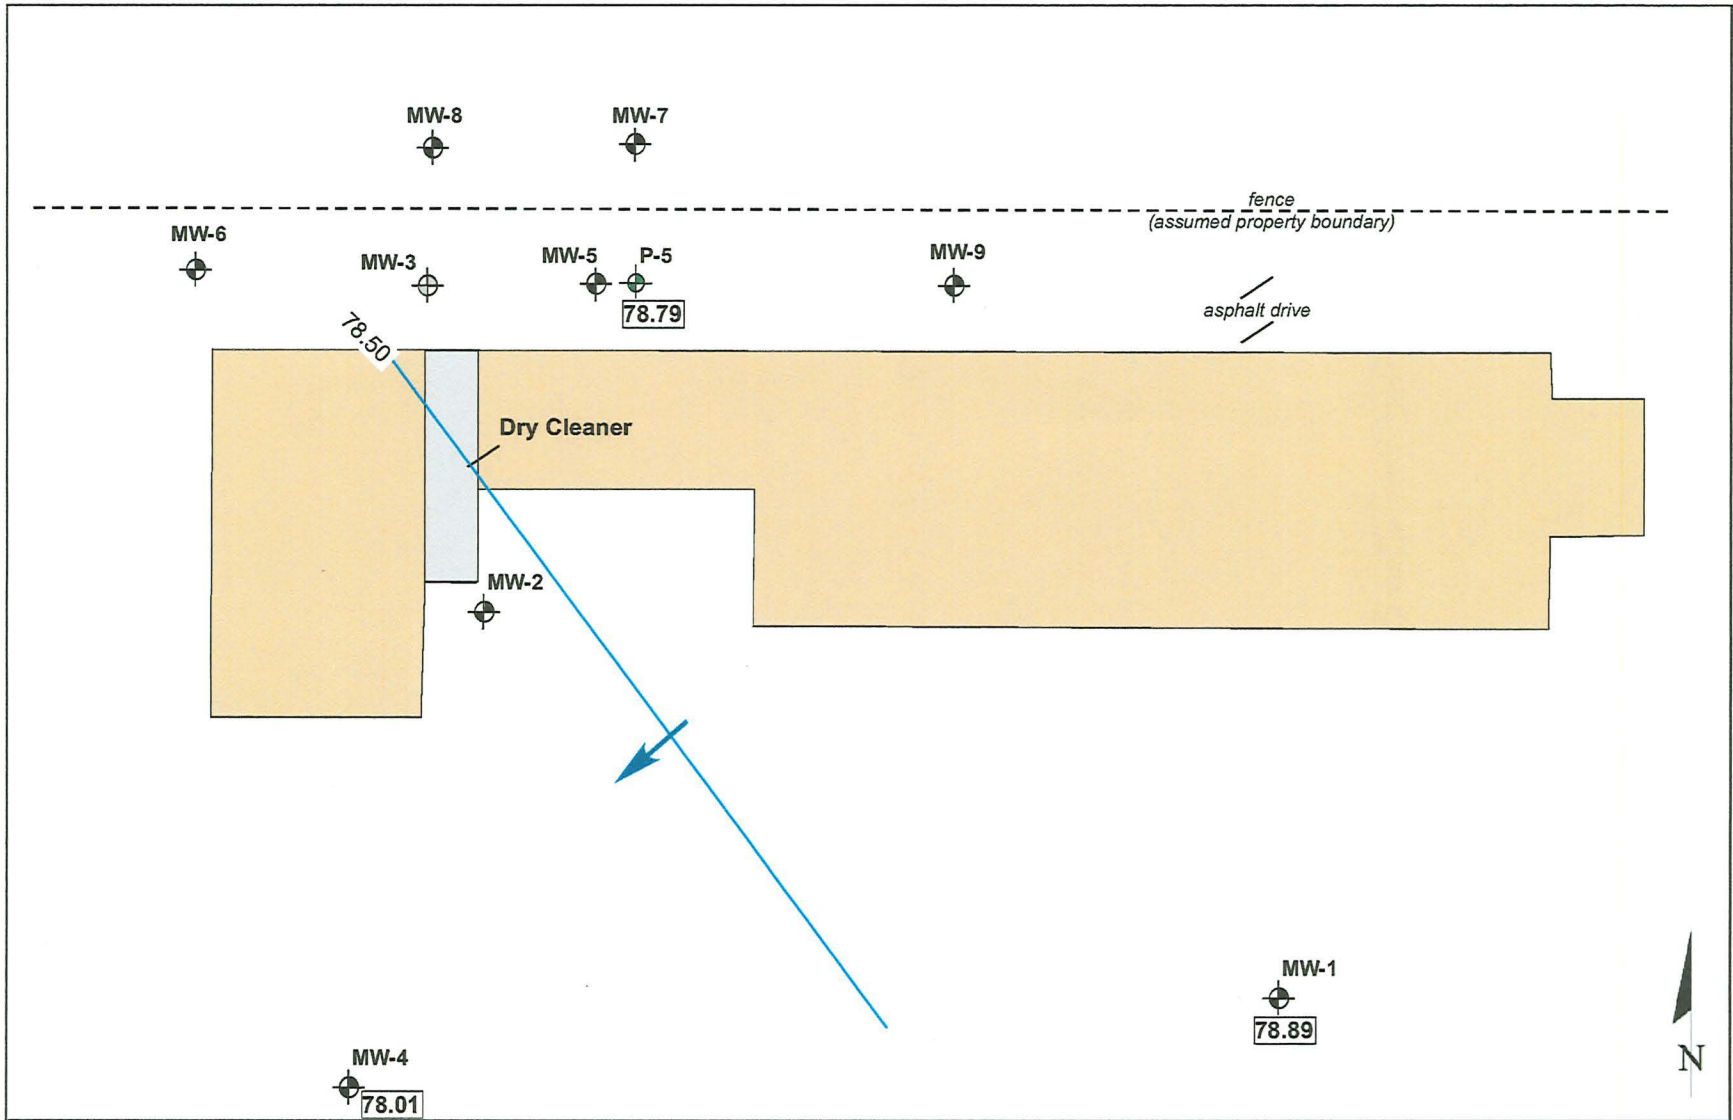 MW-8
MW-7
fence
(assumed property boundary)
MW-6
MW-3
MW-5
P-5
MW-9
78.79
asphalt drive
78.50
Dry Cleaner
MW-2
MW-1
78.89
MW-4
78.01
N